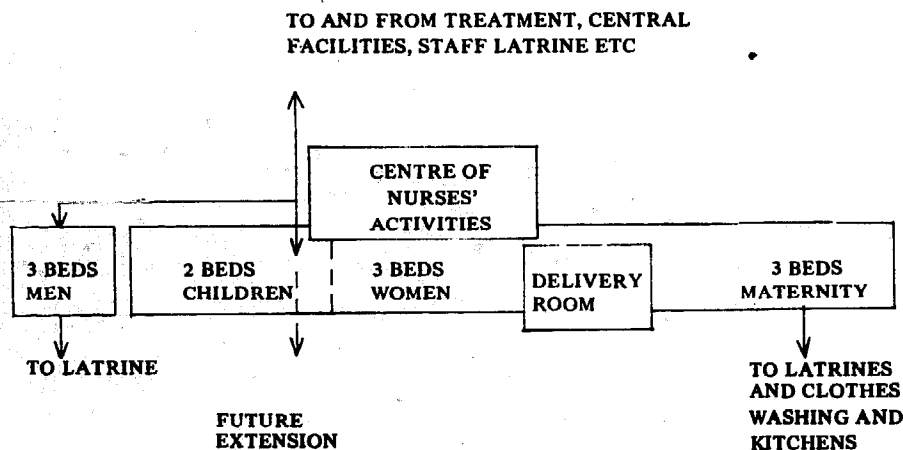 TO AND FROM TREATMENT, CENTRAL
FACILITIES, STAFF LATRINE ETC
CENTRE OF
NURSES'
ACTIVITIES
3 BEDS
MEN
2 BEDS
CHILDREN
3 BEDS
WOMEN
DELIVERY
ROOM
3 BEDS
MATERNITY
TO LATRINE
TO LATRINES
AND CLOTHES
WASHING AND
KITCHENS
FUTURE
EXTENSION